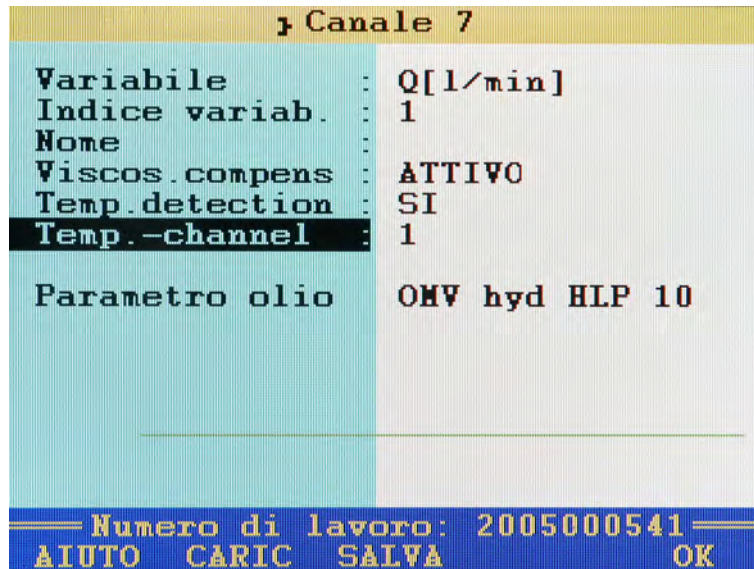 Canale 7
Variabile : Q[l/min]
Indice variab. : 1
Nome :
Viscos.compens : ATTIVO
Temp.detection : SI
Temp.-channel : 1
Parametro olio OMV hyd HLP 10
Numero di lavoro: 2005000541
AIUTO CARIC SALVA OK